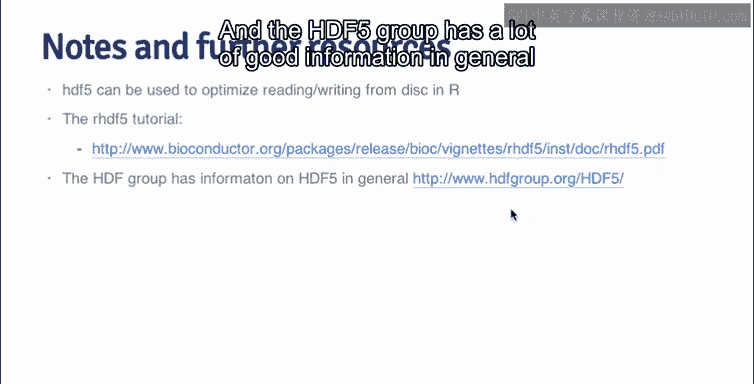 Notes and further resources
And the HDF5 group has a lot
of good information in general
hdf5 can be used to optimize reading/writing from disc in R
The rhdf5 tutorial:
http://www.bioconductor.org/packages/release/bioc/vignettes/rhdf5/inst/doc/rhdf5.pdf
The HDF group has informaton on HDF5 in general http://www.hdfgroup.org/HDF5/